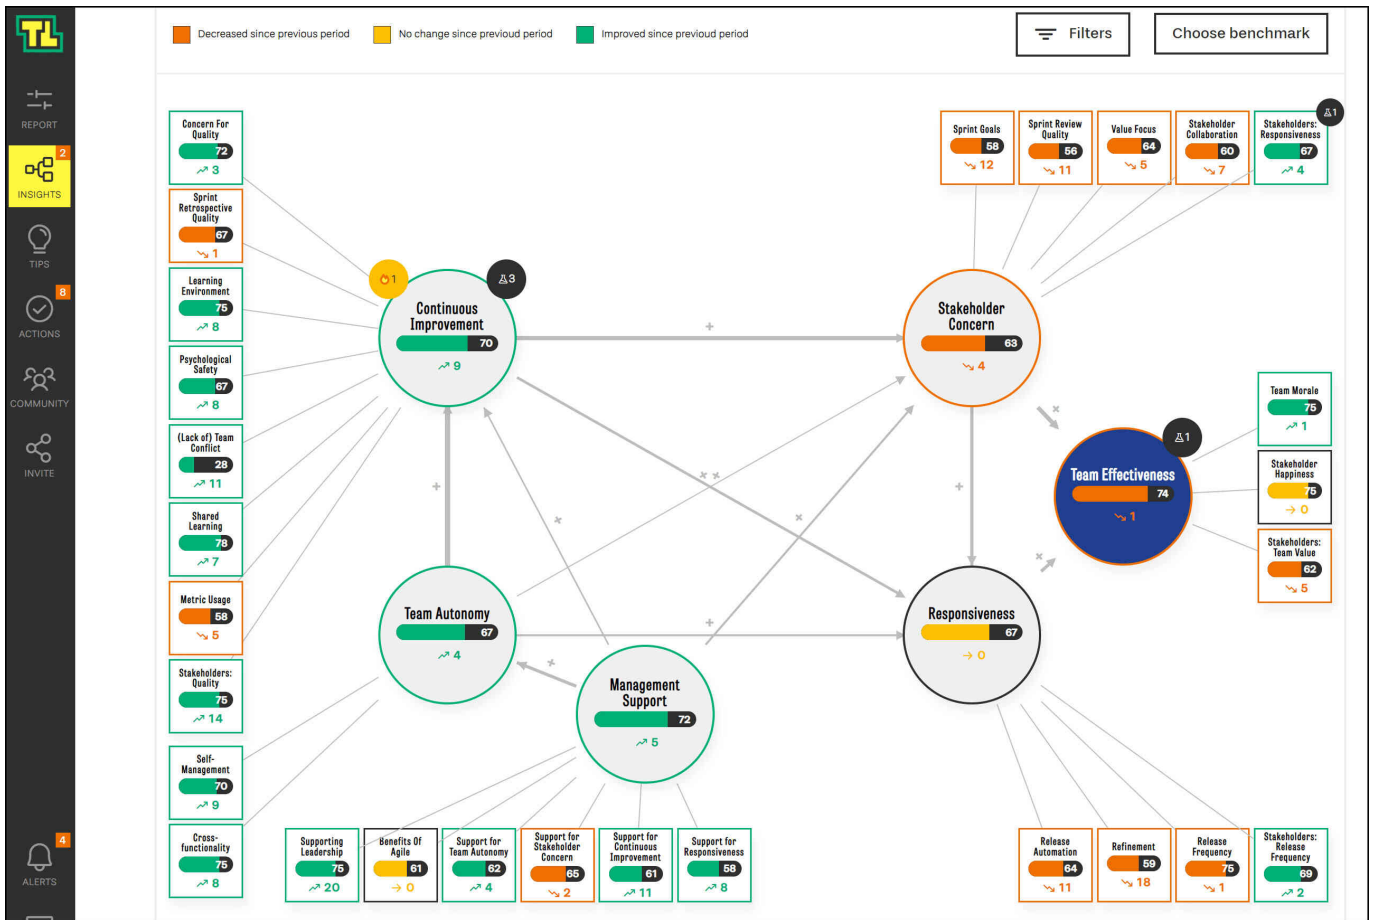 TL
Decreased since previous period
No change since previoud period
Improved since previoud period
Filters
Choose benchmark
REPORT
2
INSIGHTS
TIPS
8
ACTIONS
COMMUNITY
INVITE
4
ALERTS
Concern For
Quality
72
3
Sprint
Retrospective
Quality
67
1
Learning
Environment
75
8
Psychological
Safety
67
8
(Lack of) Team
Conflict
28
11
Shared
Learning
78
7
Metric Usage
58
5
Stakeholders:
Quality
75
14
Self-
Management
70
9
Cross-
functionality
75
8
Sprint Goals
58
12
Sprint Review
Quality
56
11
Value Focus
64
5
Stakeholder
Collaboration
60
7
1
Stakeholders:
Responsiveness
67
4
1
3
Continuous
Improvement
70
9
+
Stakeholder
Concern
63
4
+
+
+
+
+
+
+
+
+
+
1
Team Effectiveness
74
1
Team Morale
75
1
Stakeholder
Happiness
75
0
Stakeholders:
Team Value
62
5
Team Autonomy
67
4
Responsiveness
67
0
Management
Support
72
5
Supporting
Leadership
75
20
Benefits Of
Agile
61
0
Support for
Team Autonomy
62
4
Support for
Stakeholder
Concern
65
2
Support for
Continuous
Improvement
61
11
Support for
Responsiveness
58
8
Release
Automation
64
11
Refinement
59
18
Release
Frequency
75
1
Stakeholders:
Release
Frequency
69
2